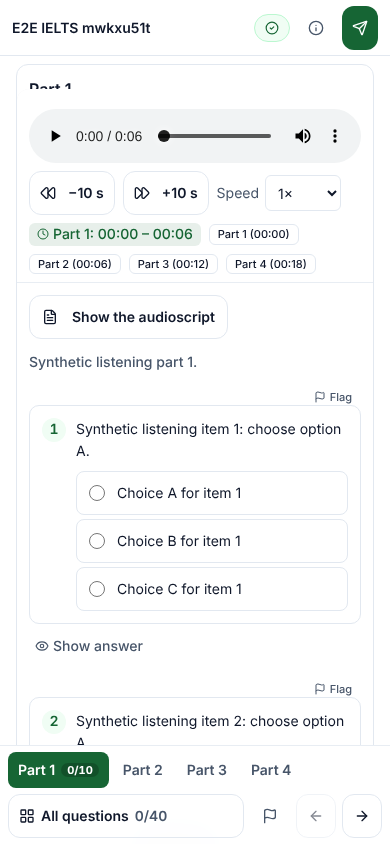 E2E IELTS mwkxu51t
Part 1
0:00 / 0:06
−10 s
+10 s
Speed
1×
Part 1: 00:00 – 00:06
Part 1 (00:00)
Part 2 (00:06)
Part 3 (00:12)
Part 4 (00:18)
Show the audioscript
Synthetic listening part 1.
Flag
1
Synthetic listening item 1: choose option
A.
Choice A for item 1
Choice B for item 1
Choice C for item 1
Show answer
Flag
2
Synthetic listening item 2: choose option
A.
Part 1 0/10
Part 2
Part 3
Part 4
All questions 0/40